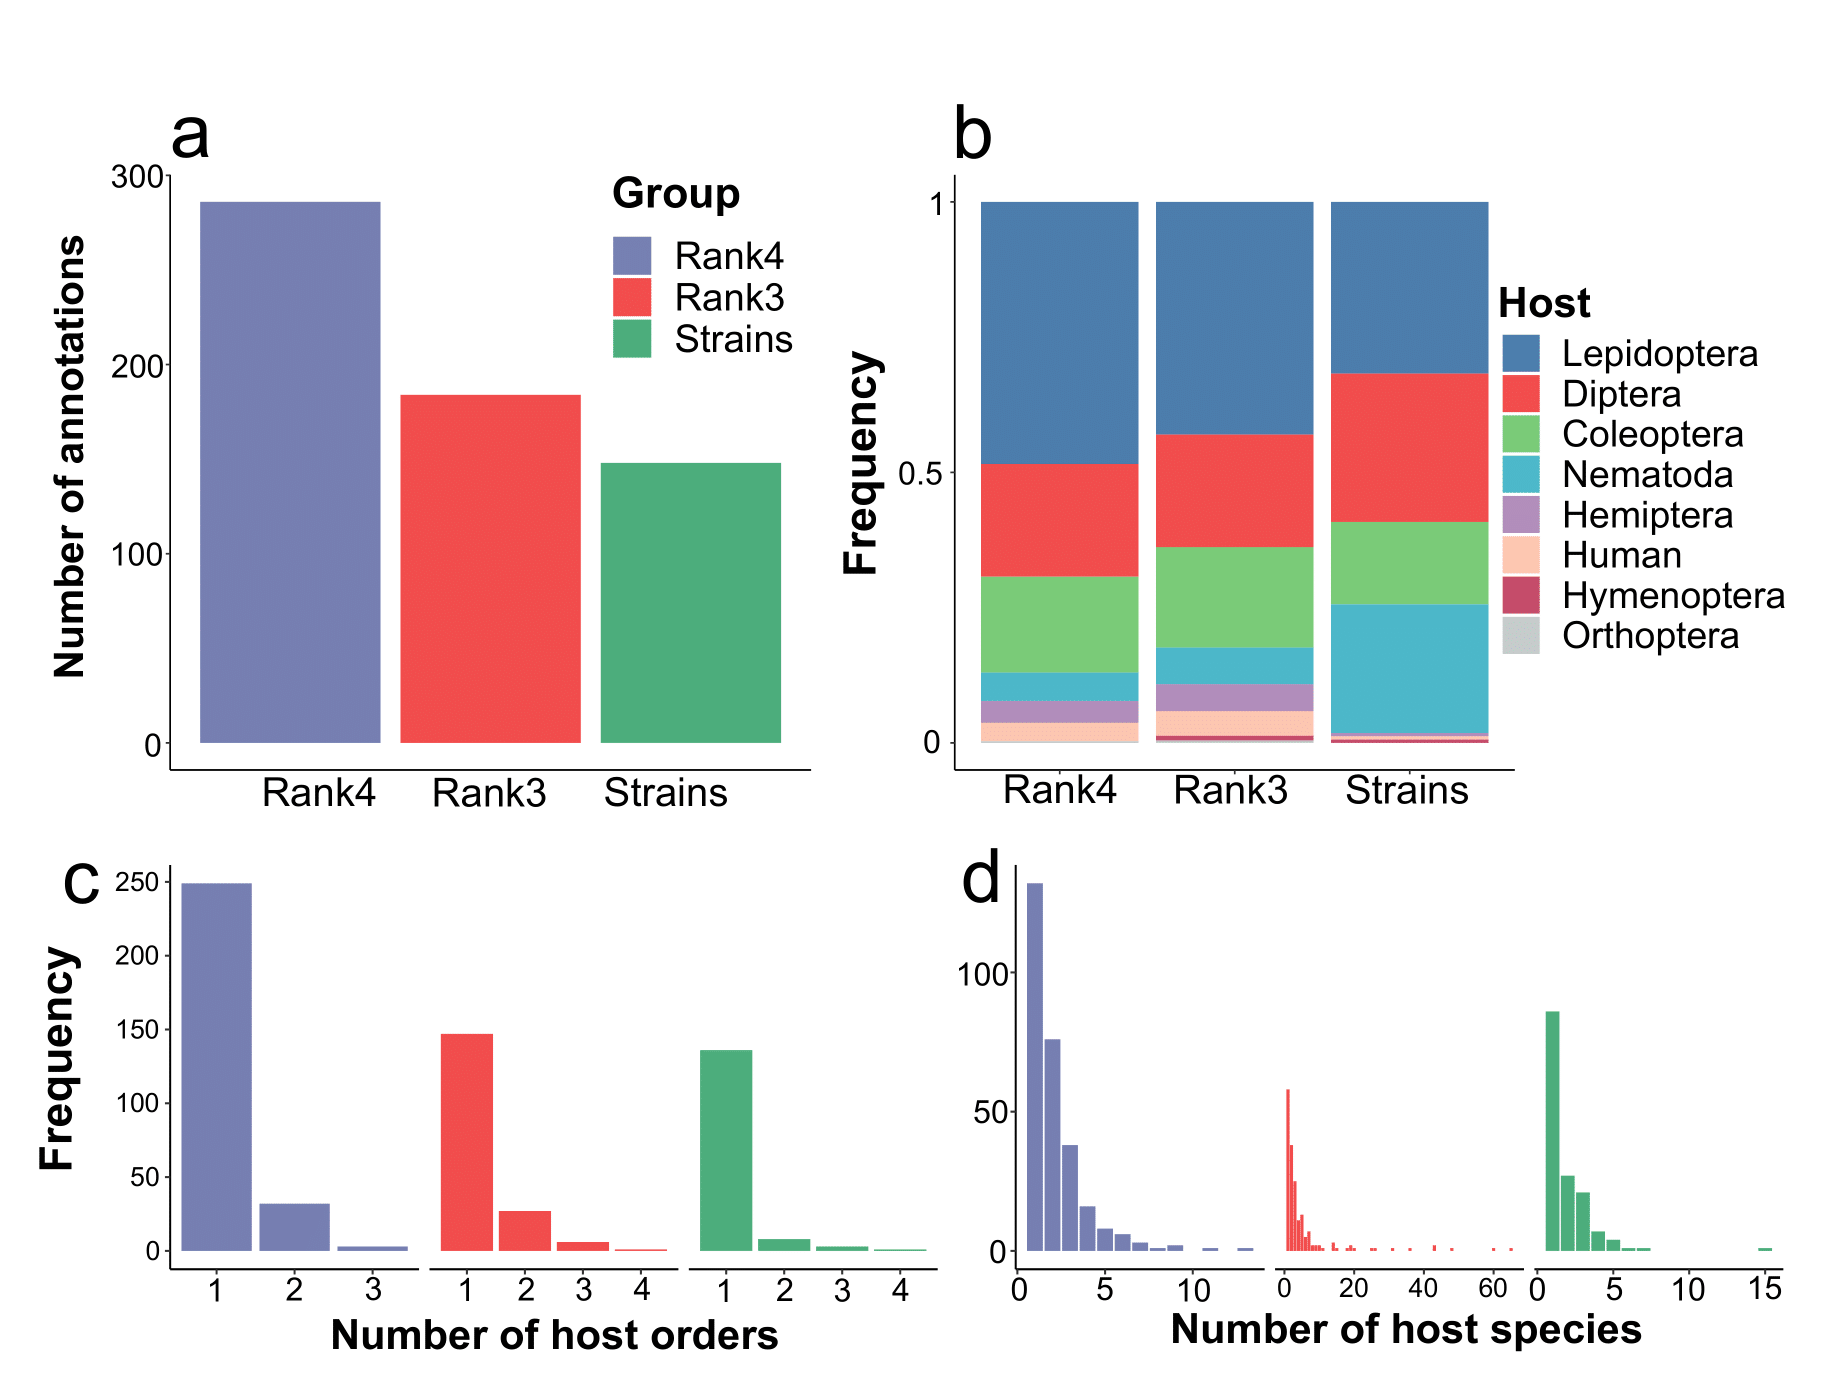 a
300
200
100
0
Number of annotations
Group
Rank4
Rank3
Strains
Rank4 Rank3 Strains
b
1
0.5
0
Frequency
Host
Lepidoptera
Diptera
Coleoptera
Nematoda
Hemiptera
Human
Hymenoptera
Orthoptera
Rank4 Rank3 Strains
c
250
200
150
100
50
0
Frequency
1 2 3 1 2 3 4 1 2 3 4
Number of host orders
d
100
50
0
0 5 10 0 20 40 60 0 5 10 15
Number of host species